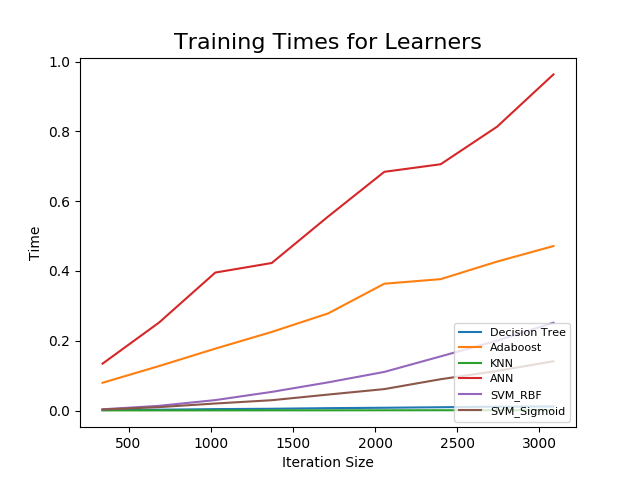 Training Times for Learners
1.0
0.8
0.6
0.4
0.2
0.0
Time
500
1000
1500
2000
2500
3000
Iteration Size
Decision Tree
Adaboost
KNN
ANN
SVM_RBF
SVM_Sigmoid